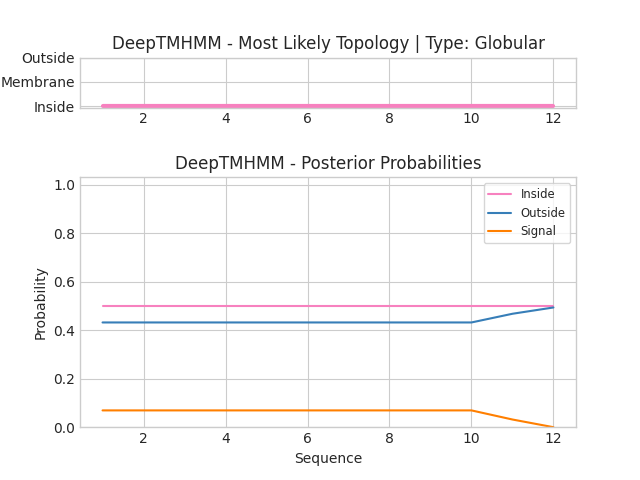 DeepTMHMM - Most Likely Topology | Type: Globular
Outside
Membrane
Inside
2 4 6 8 10 12
DeepTMHMM - Posterior Probabilities
1.0
0.8
0.6
0.4
0.2
0.0
Probability
Inside
Outside
Signal
2 4 6 8 10 12
Sequence